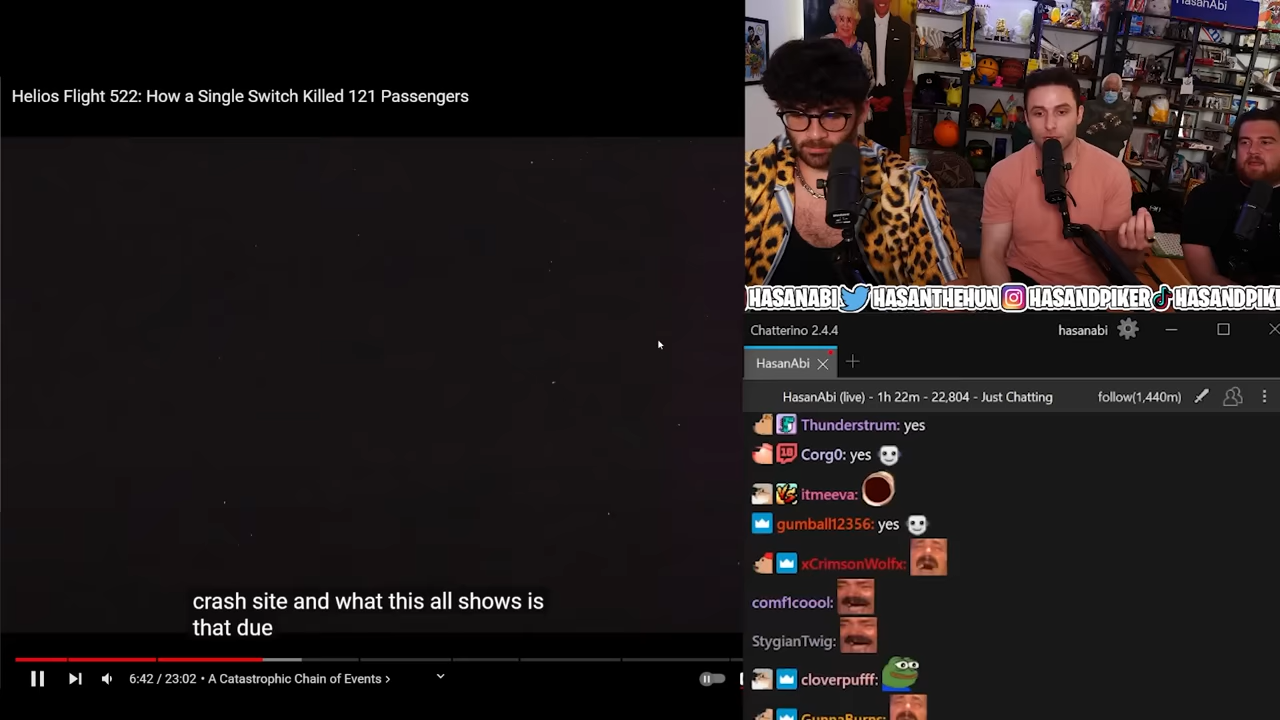 Helios Flight 522: How a Single Switch Killed 121 Passengers
crash site and what this all shows is
that due
6:42 / 23:02 • A Catastrophic Chain of Events ›
HasanAbi
HASANABI HASANTHEHUN HASANDPIKER HASANDPIK
Chatterino 2.4.4
hasanabi
HasanAbi
HasanAbi (live) - 1h 22m - 22,804 - Just Chatting
follow(1,440m)
Thunderstrum: yes
Corg0: yes
itmeeva:
gumball12356: yes
xCrimsonWolfx:
comf1coool:
StygianTwig:
cloverpufff: